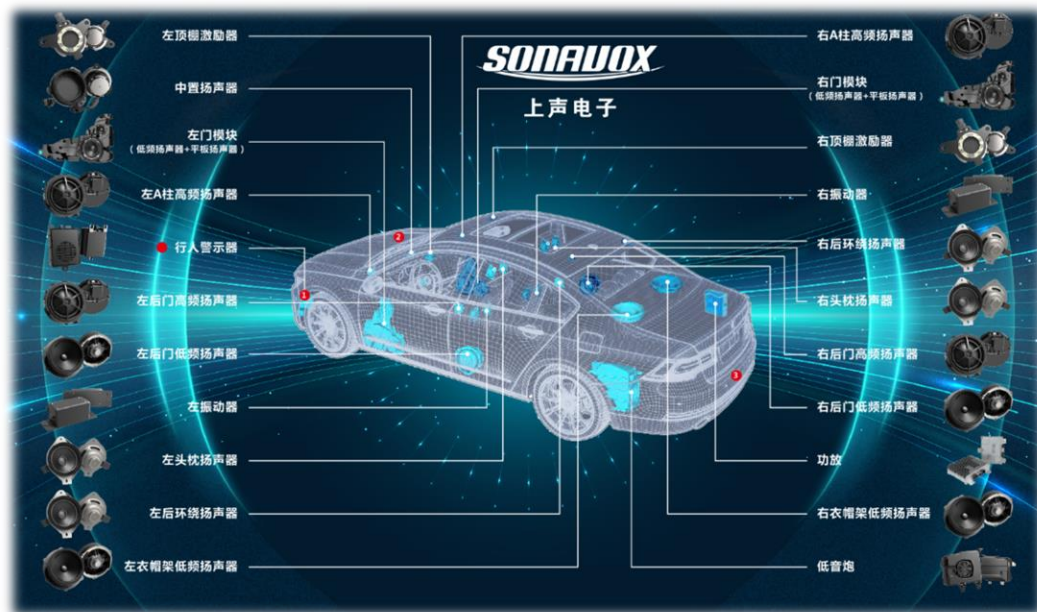 SONAVOX
上声电子
左顶棚激励器
中置扬声器
左门模块
（低频扬声器+平板扬声器）
左A柱高频扬声器
行人警示器
左后门高频扬声器
左后门低频扬声器
左振动器
左头枕扬声器
左后环绕扬声器
左衣帽架低频扬声器
右A柱高频扬声器
右门模块
（低频扬声器+平板扬声器）
右顶棚激励器
右振动器
右后环绕扬声器
右头枕扬声器
右后门高频扬声器
右后门低频扬声器
功放
右衣帽架低频扬声器
低音炮
2
1
3